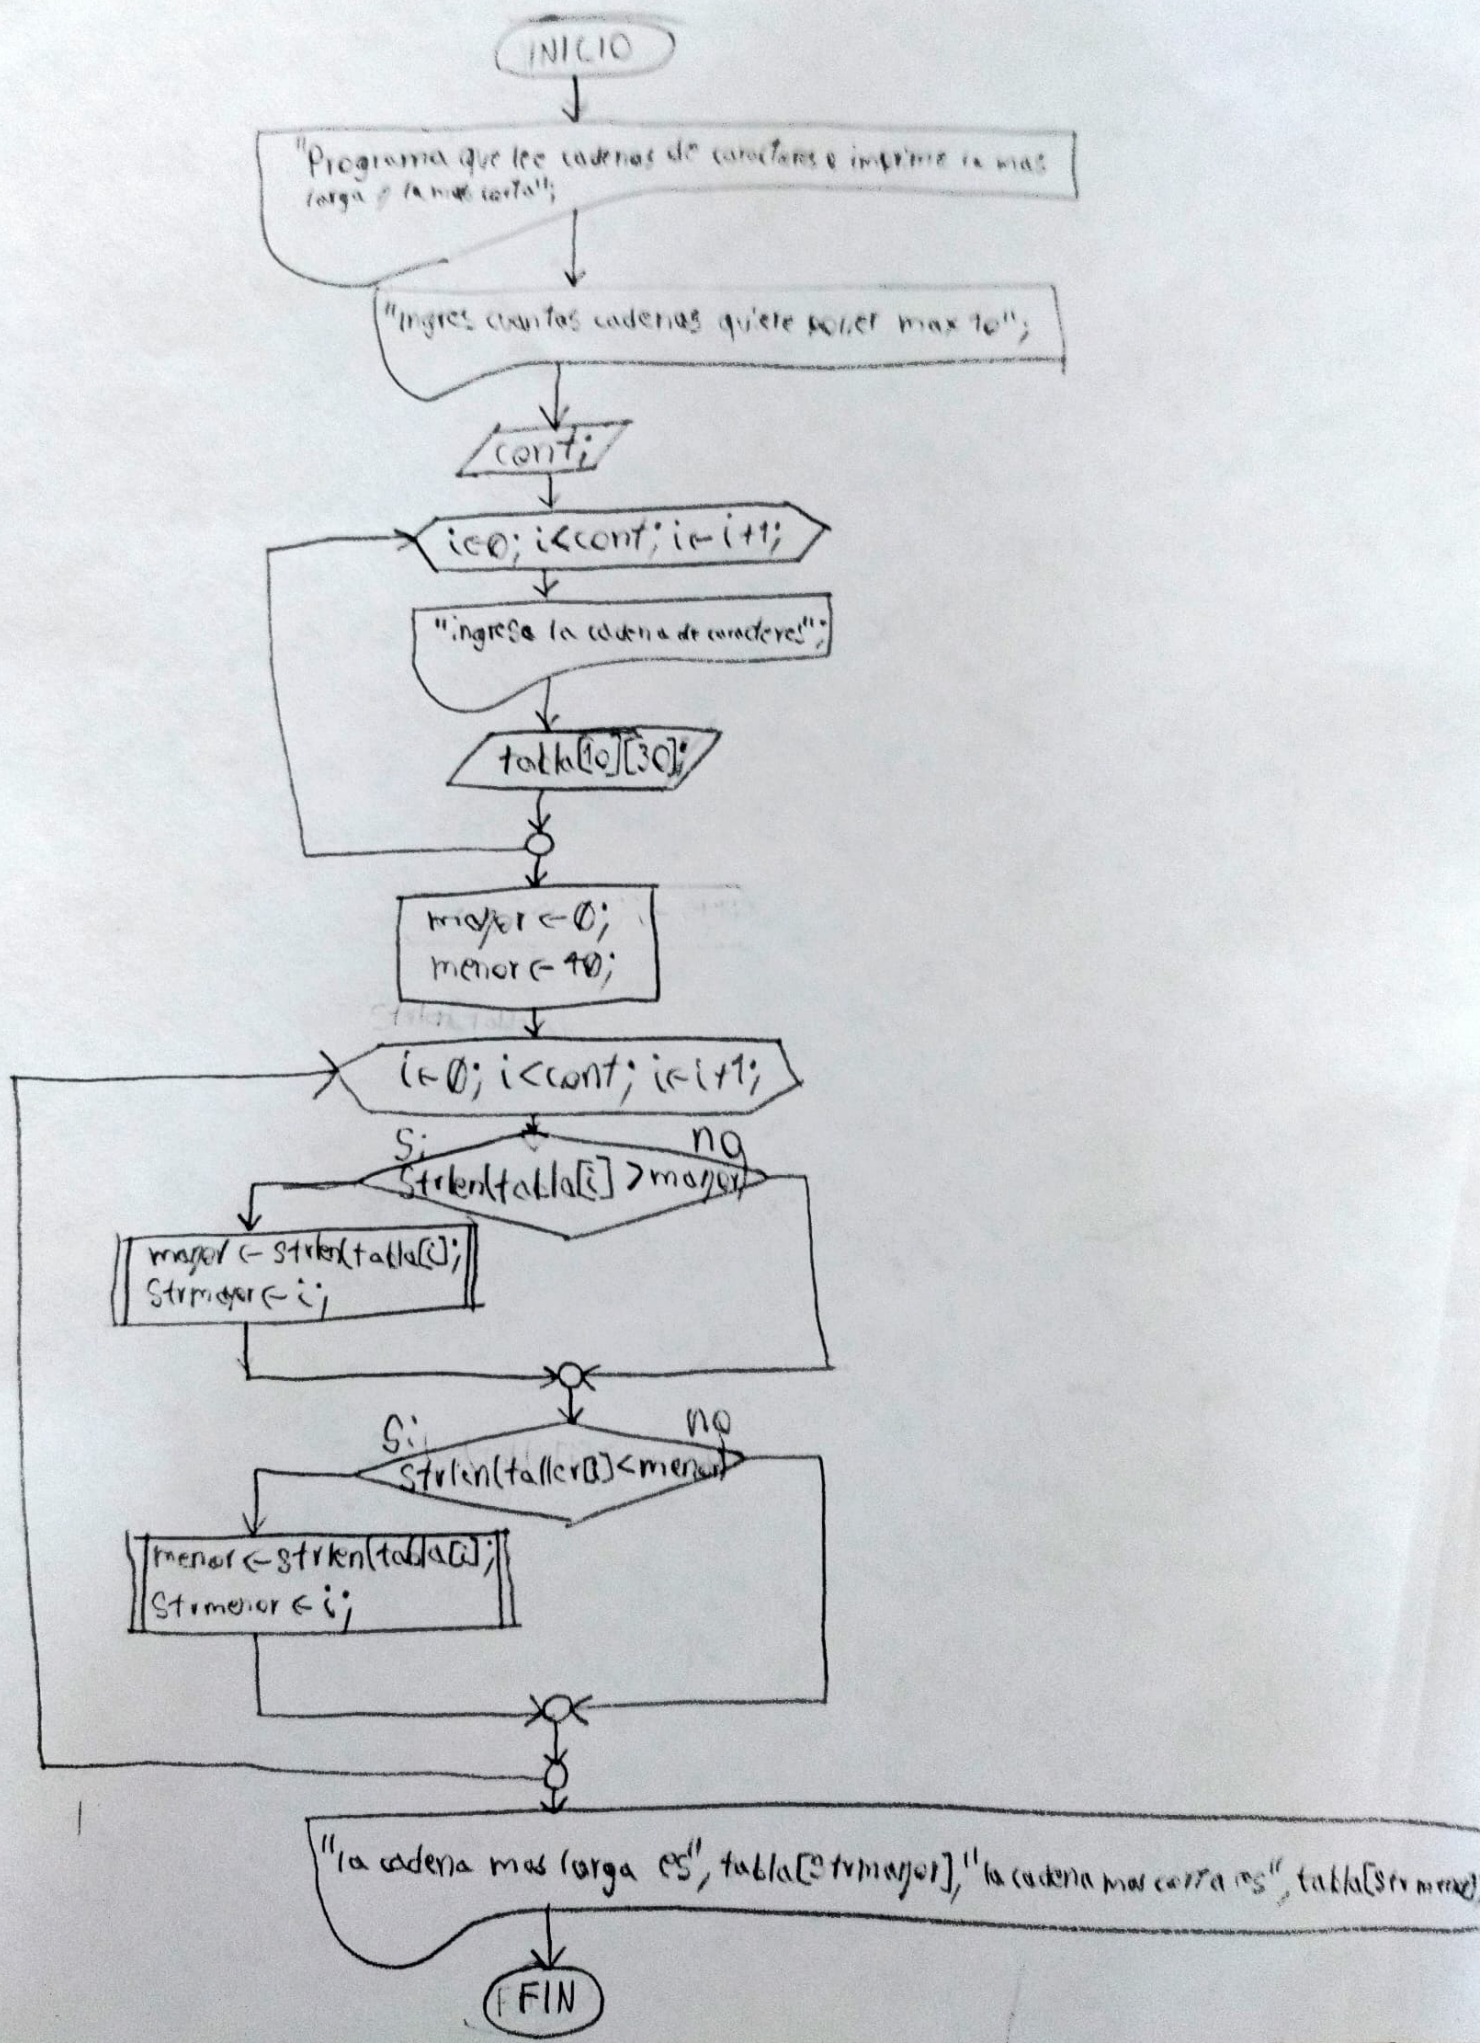 INICIO
"Programa que lee cadenas de caracteres e imprime la mas
larga y la mas corta";
"Ingres cuantas cadenas quiere poner max 10";
cont;
i←0; i<cont; i←i+1;
"ingrese la cadena de caracteres";
tabla[10][30];
mayor←0;
menor←40;
i←0; i<cont; i←i+1;
Si no
Strlen(tabla[i]>mayor)
mayor←strlen(tabla[i];
Strmayor←i;
Si no
strlen(taller[i]<menor)
menor←strlen(tabla[i];
Strmenor←i;
"la cadena mas larga es", tabla[Strmayor], "la cadena mas corta es", tabla[Strmenor]
FIN